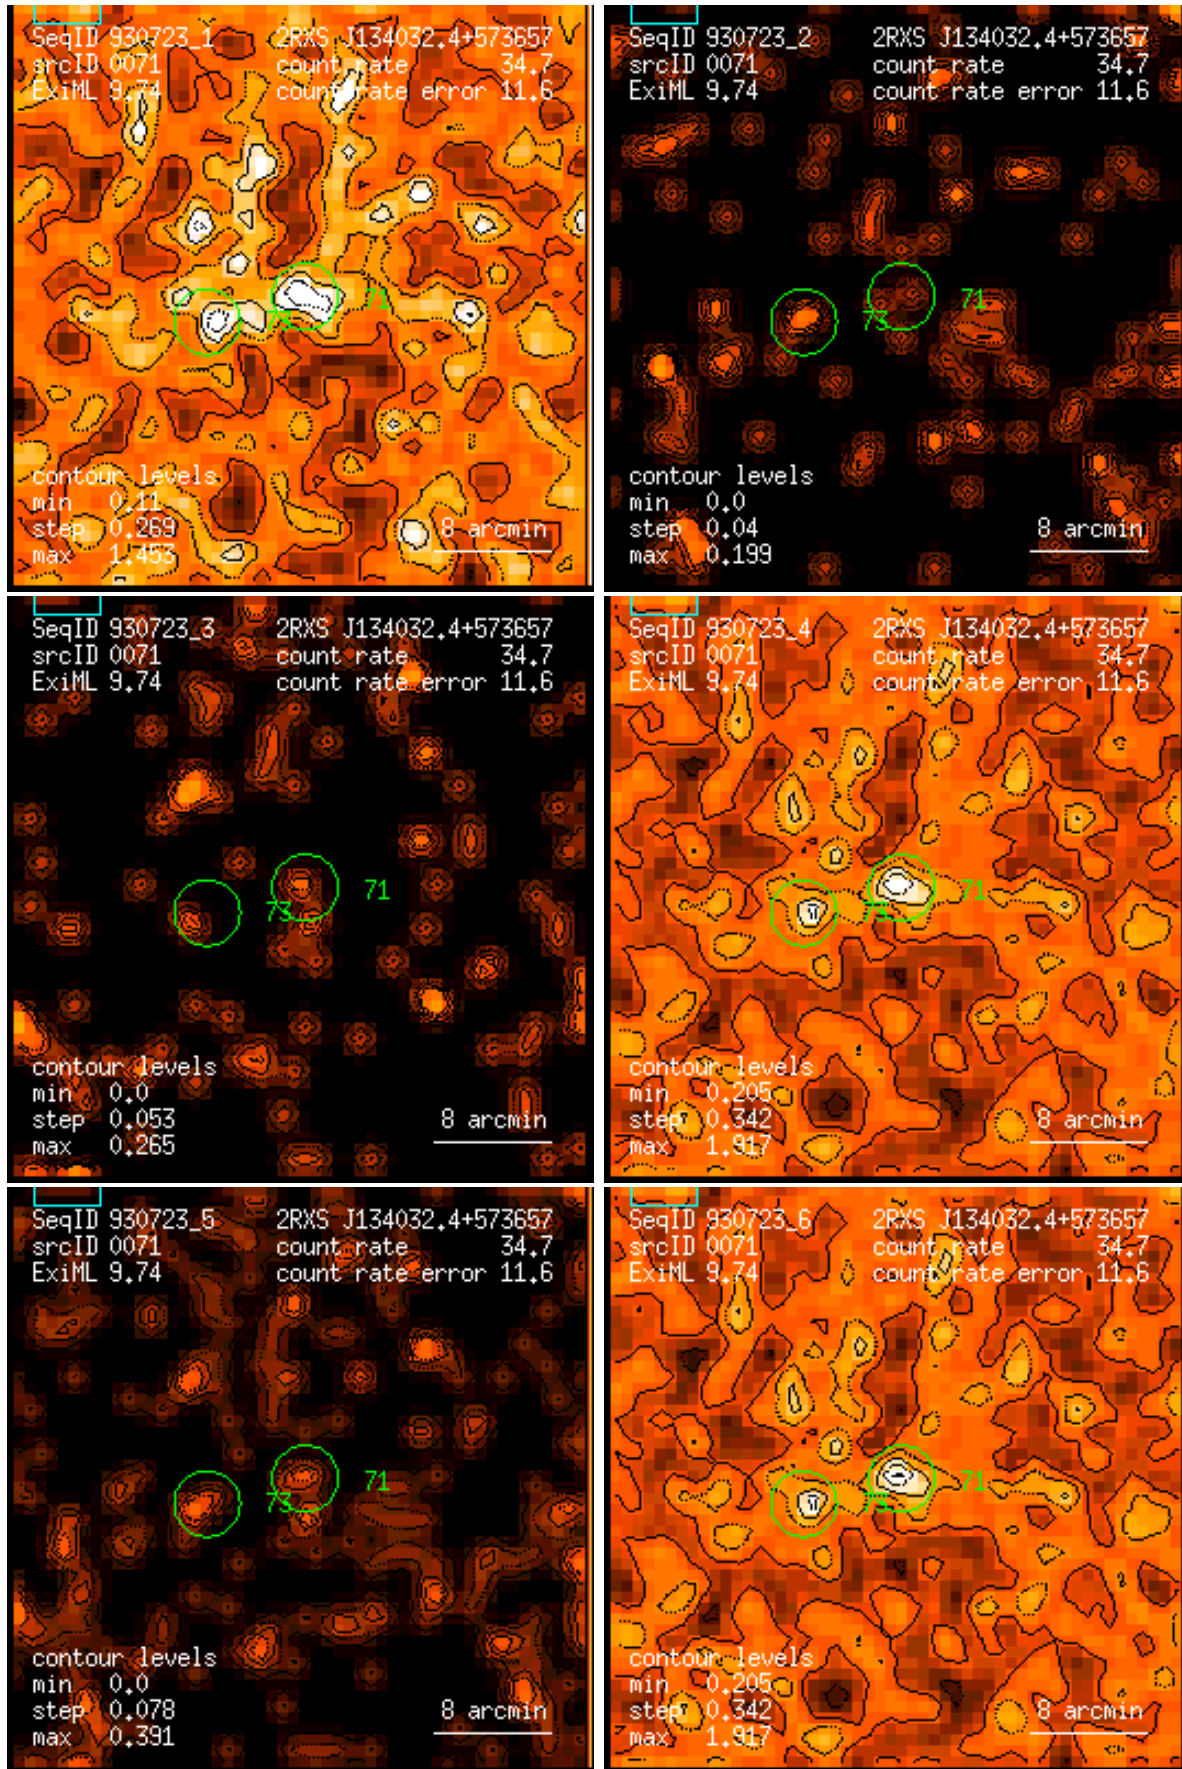 SeqID 930723_1 2RXS J134032.4+573657
srcID 0071 count rate 34.7
ExiML 9.74 count rate error 11.6
71
73
contour levels
min 0.11
step 0.269 8 arcmin
max 1.453
SeqID 930723_2 2RXS J134032.4+573657
srcID 0071 count rate 34.7
ExiML 9.74 count rate error 11.6
71
73
contour levels
min 0.0
step 0.04 8 arcmin
max 0.199
SeqID 930723_3 2RXS J134032.4+573657
srcID 0071 count rate 34.7
ExiML 9.74 count rate error 11.6
71
73
contour levels
min 0.0
step 0.053 8 arcmin
max 0.265
SeqID 930723_4 2RXS J134032.4+573657
srcID 0071 count rate 34.7
ExiML 9.74 count rate error 11.6
71
73
contour levels
min 0.205
step 0.342 8 arcmin
max 1.917
SeqID 930723_5 2RXS J134032.4+573657
srcID 0071 count rate 34.7
ExiML 9.74 count rate error 11.6
71
73
contour levels
min 0.0
step 0.078 8 arcmin
max 0.391
SeqID 930723_6 2RXS J134032.4+573657
srcID 0071 count rate 34.7
ExiML 9.74 count rate error 11.6
71
73
contour levels
min 0.205
step 0.342 8 arcmin
max 1.917